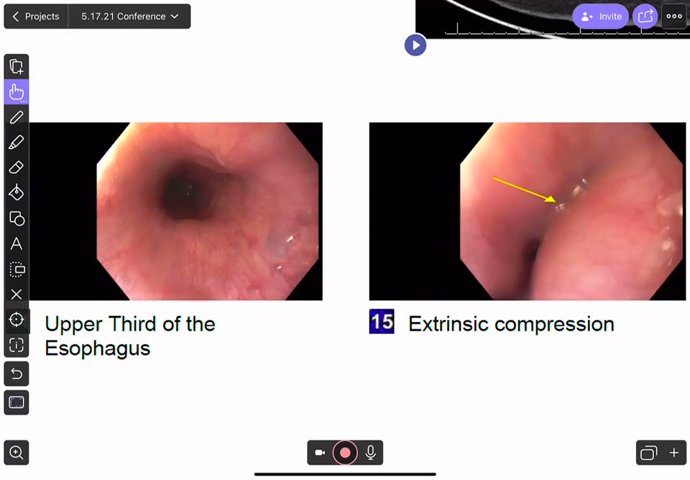 Projects
5.17.21 Conference
Invite
A
Upper Third of the
Esophagus
15 Extrinsic compression